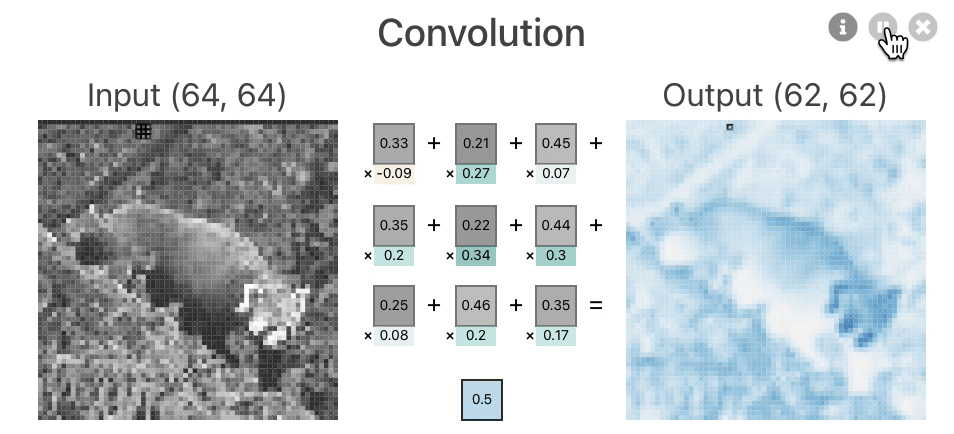 Convolution
Input (64, 64)
Output (62, 62)
0.33 + 0.21 + 0.45 +
× -0.09 × 0.27 × 0.07
0.35 + 0.22 + 0.44 +
× 0.2 × 0.34 × 0.3
0.25 + 0.46 + 0.35 =
× 0.08 × 0.2 × 0.17
0.5